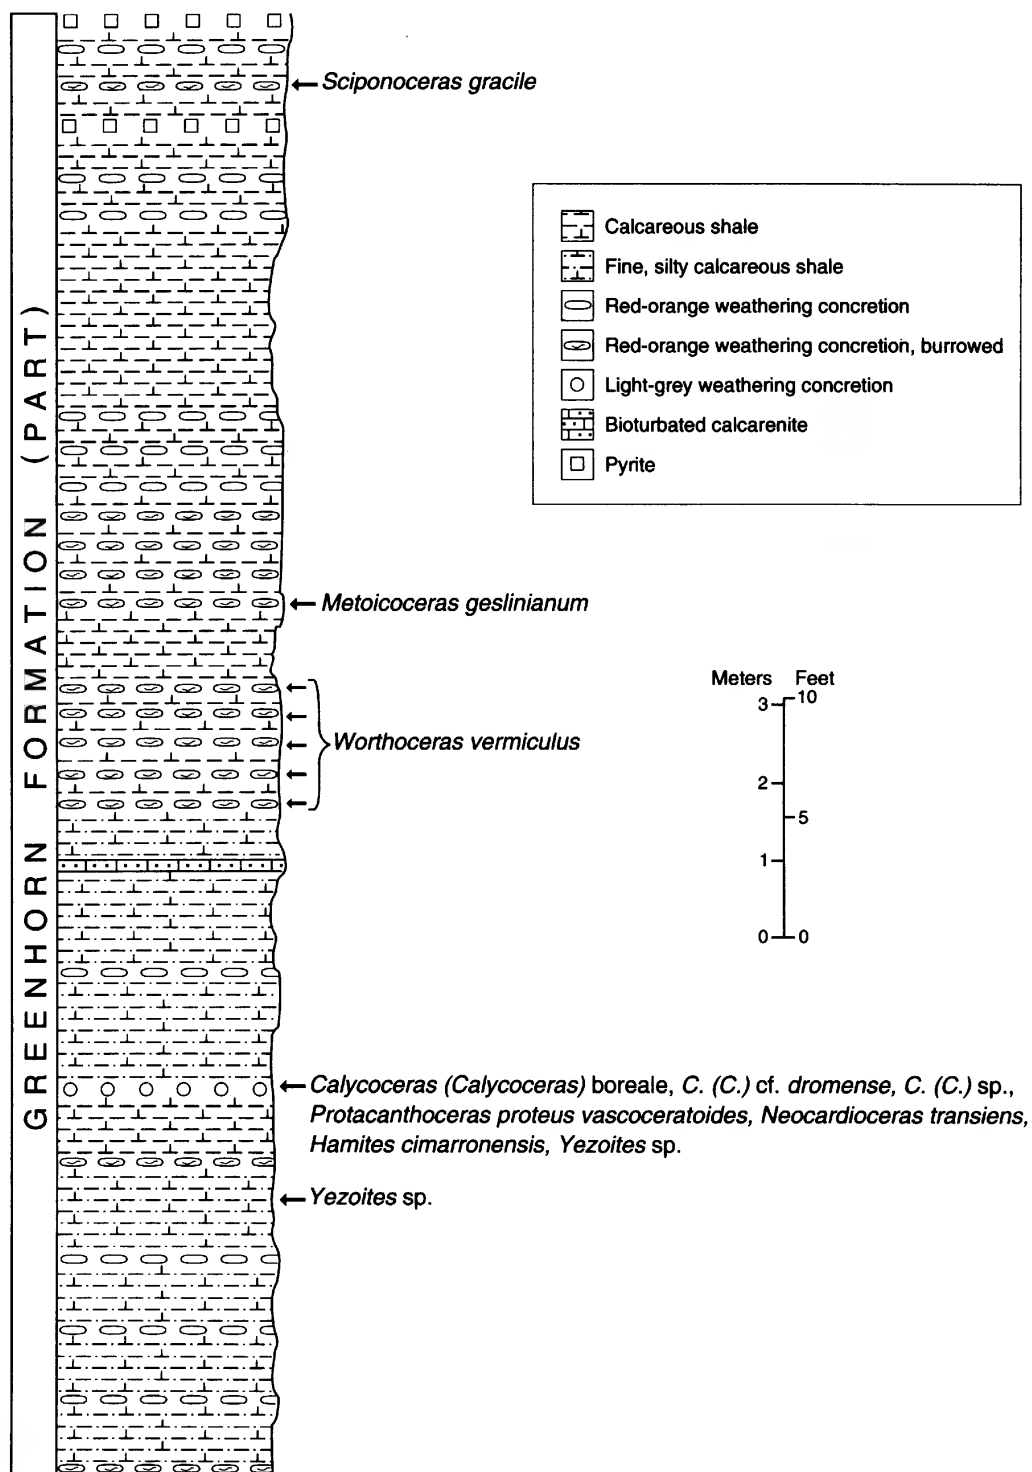 GREENHORN FORMATION (PART)
Sciponoceras gracile
Calcareous shale
Fine, silty calcareous shale
Red-orange weathering concretion
Red-orange weathering concretion, burrowed
Light-grey weathering concretion
Bioturbated calcarenite
Pyrite
Metoicoceras geslinianum
Worthoceras vermiculus
Meters Feet
3 10
2
5
1
0 0
Calycoceras (Calycoceras) boreale, C. (C.) cf. dromense, C. (C.) sp.,
Protacanthoceras proteus vascoceratoides, Neocardioceras transiens,
Hamites cimarronensis, Yezoites sp.
Yezoites sp.